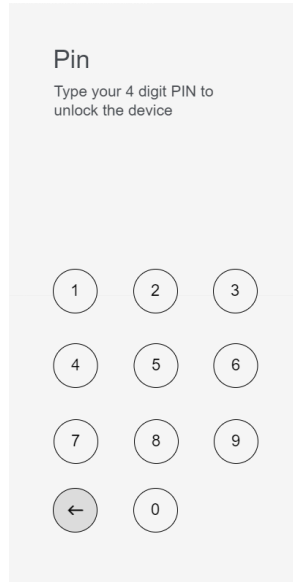 Pin
Type your 4 digit PIN to
unlock the device
1 2 3
4 5 6
7 8 9
← 0